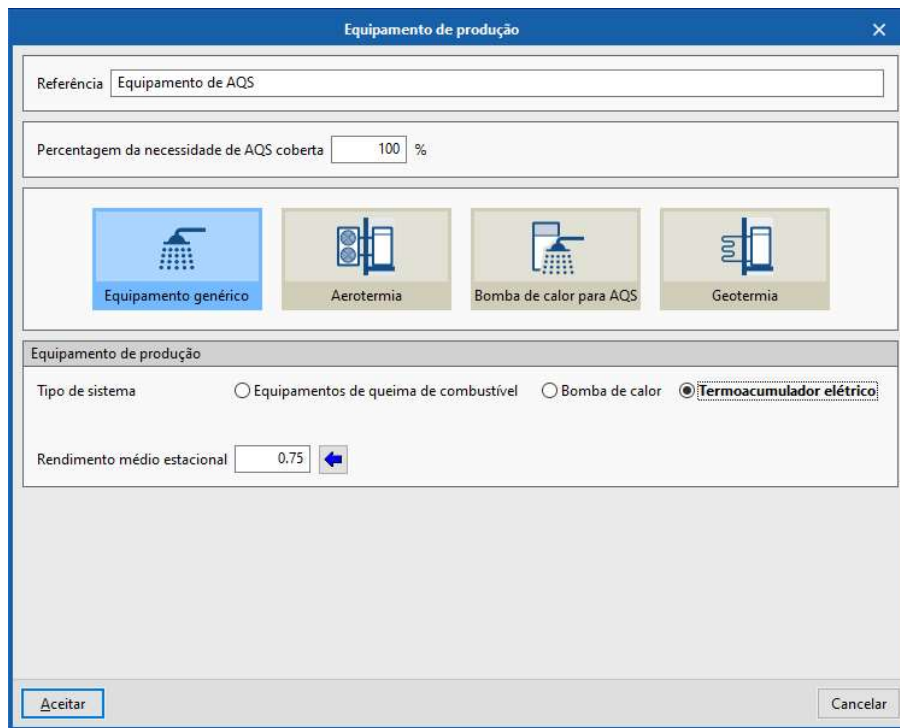 Equipamento de produção
Referência Equipamento de AQS
Percentagem da necessidade de AQS coberta 100 %
Equipamento genérico Aerotermia Bomba de calor para AQS Geotermia
Equipamento de produção
Tipo de sistema Equipamentos de queima de combustível Bomba de calor Termoacumulador elétrico
Rendimento médio estacional 0.75
Aceitar Cancelar